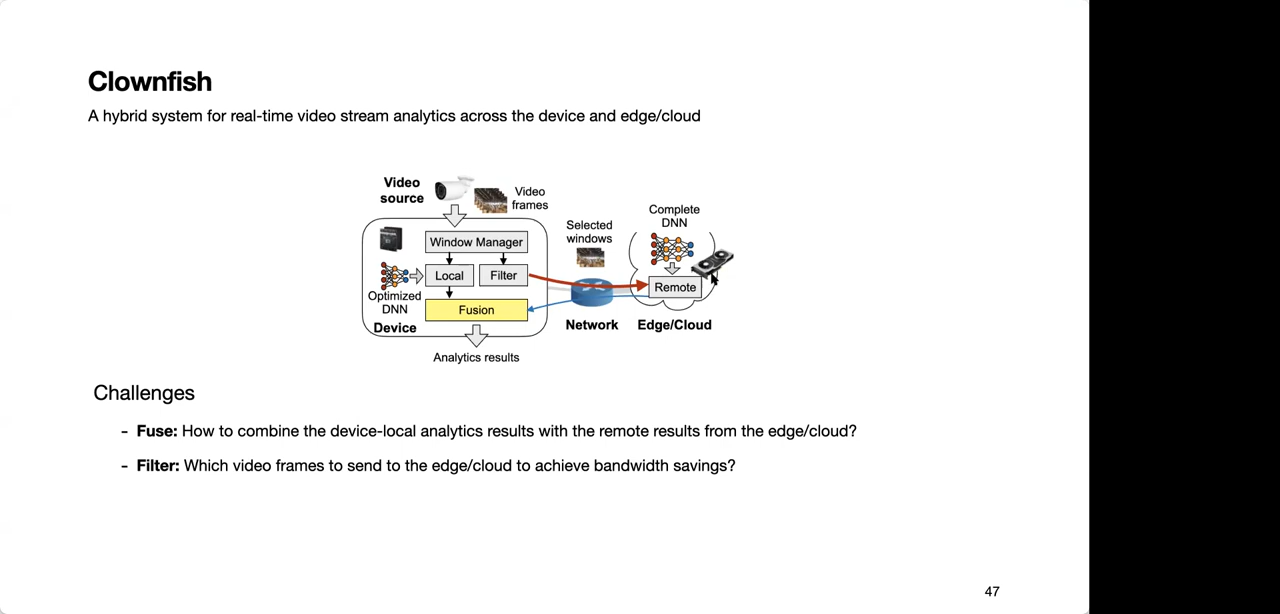 Clownfish
A hybrid system for real-time video stream analytics across the device and edge/cloud
Video
source
Video
frames
Window Manager
Local
Filter
Optimized
DNN
Fusion
Device
Analytics results
Selected
windows
Network
Complete
DNN
Remote
Edge/Cloud
Challenges
- Fuse: How to combine the device-local analytics results with the remote results from the edge/cloud?
- Filter: Which video frames to send to the edge/cloud to achieve bandwidth savings?
47